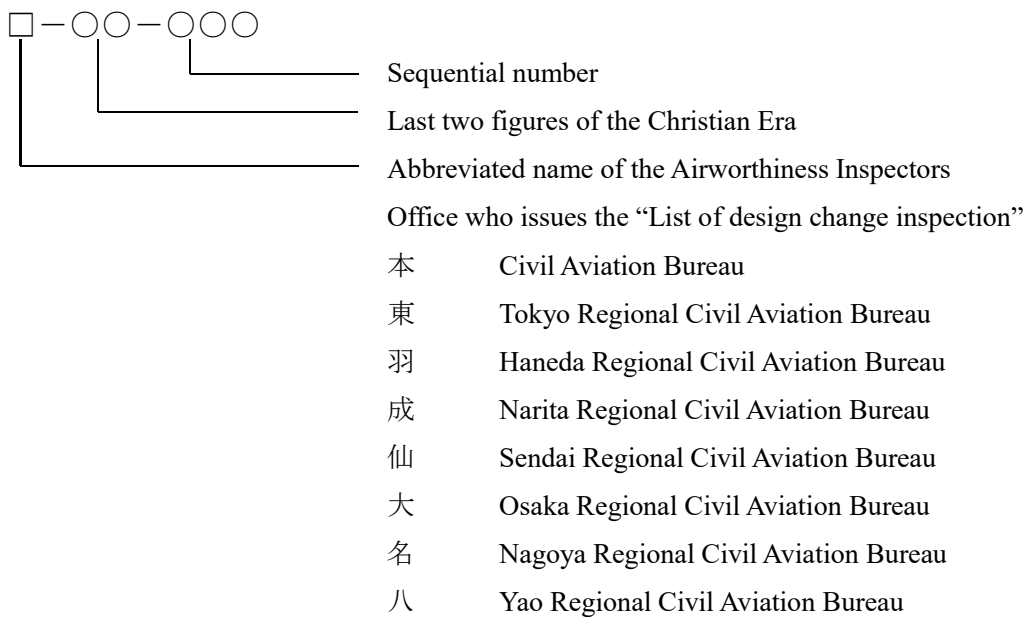 □－○○－○○○
Sequential number
Last two figures of the Christian Era
Abbreviated name of the Airworthiness Inspectors
Office who issues the “List of design change inspection”
本 Civil Aviation Bureau
東 Tokyo Regional Civil Aviation Bureau
羽 Haneda Regional Civil Aviation Bureau
成 Narita Regional Civil Aviation Bureau
仙 Sendai Regional Civil Aviation Bureau
大 Osaka Regional Civil Aviation Bureau
名 Nagoya Regional Civil Aviation Bureau
八 Yao Regional Civil Aviation Bureau